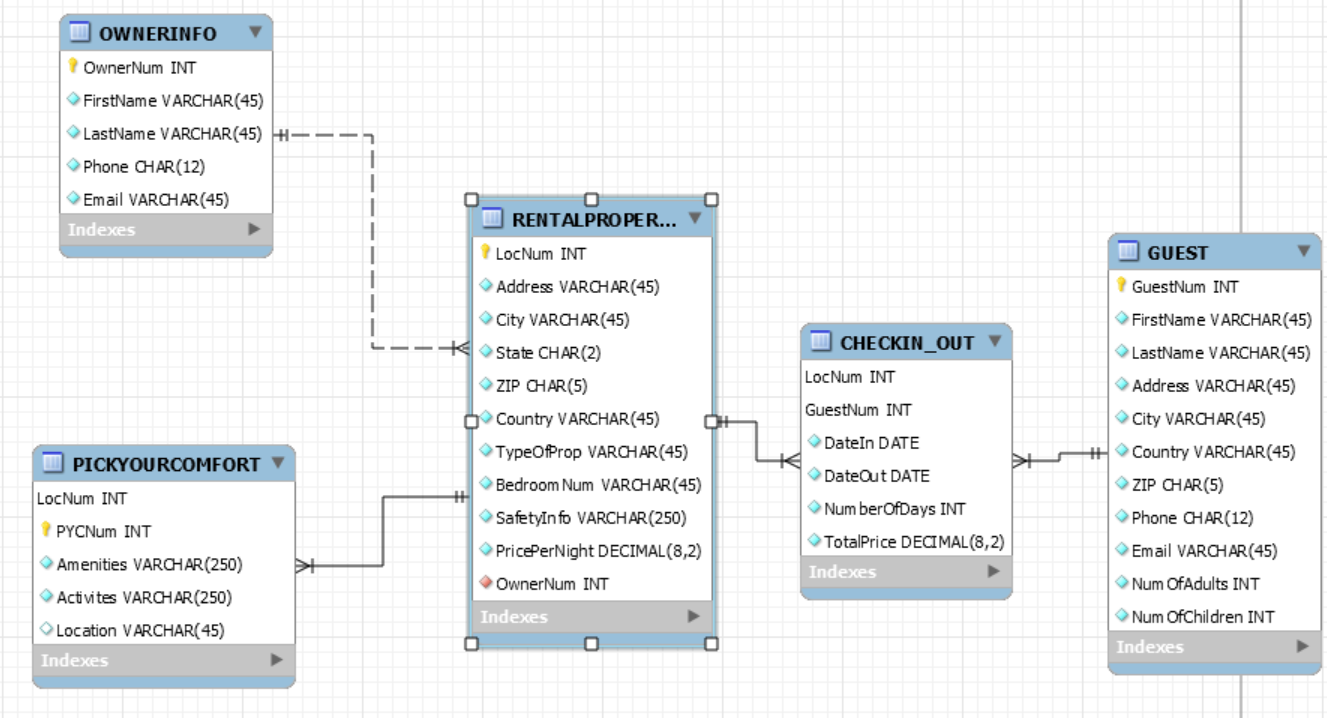 OWNERINFO
OwnerNum INT
FirstName VARCHAR(45)
LastName VARCHAR(45)
Phone CHAR(12)
Email VARCHAR(45)
Indexes
PICKYOURCOMFORT
LocNum INT
PYCNum INT
Amenities VARCHAR(250)
Activites VARCHAR(250)
Location VARCHAR(45)
Indexes
RENTALPROPER...
LocNum INT
Address VARCHAR(45)
City VARCHAR(45)
State CHAR(2)
ZIP CHAR(5)
Country VARCHAR(45)
TypeOfProp VARCHAR(45)
BedroomNum VARCHAR(45)
SafetyInfo VARCHAR(250)
PricePerNight DECIMAL(8,2)
OwnerNum INT
Indexes
CHECKIN_OUT
LocNum INT
GuestNum INT
DateIn DATE
DateOut DATE
NumberOfDays INT
TotalPrice DECIMAL(8,2)
Indexes
GUEST
GuestNum INT
FirstName VARCHAR(45)
LastName VARCHAR(45)
Address VARCHAR(45)
City VARCHAR(45)
Country VARCHAR(45)
ZIP CHAR(5)
Phone CHAR(12)
Email VARCHAR(45)
NumOfAdults INT
NumOfChildren INT
Indexes